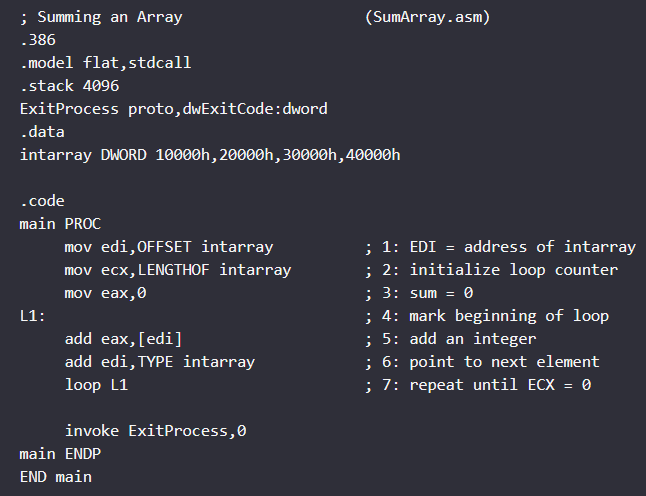 ; Summing an Array                    (SumArray.asm)
.386
.model flat,stdcall
.stack 4096
ExitProcess proto,dwExitCode:dword
.data
intarray DWORD 10000h,20000h,30000h,40000h

.code
main PROC
     mov edi,OFFSET intarray          ; 1: EDI = address of intarray
     mov ecx,LENGTHOF intarray        ; 2: initialize loop counter
     mov eax,0                        ; 3: sum = 0
L1:                                   ; 4: mark beginning of loop
     add eax,[edi]                    ; 5: add an integer
     add edi,TYPE intarray            ; 6: point to next element
     loop L1                          ; 7: repeat until ECX = 0

     invoke ExitProcess,0
main ENDP
END main